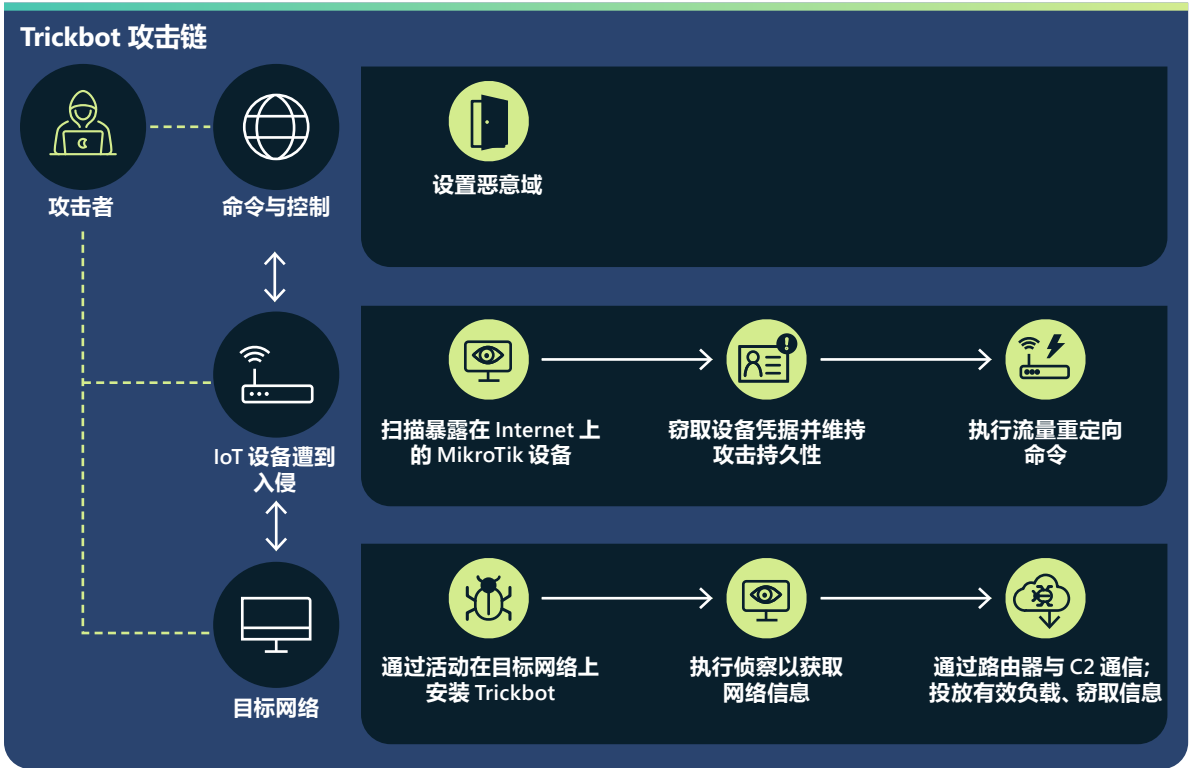 Trickbot 攻击链
攻击者
命令与控制
设置恶意域
IoT 设备遭到
入侵
扫描暴露在 Internet 上
的 MikroTik 设备
窃取设备凭据并维持
攻击持久性
执行流量重定向
命令
目标网络
通过活动在目标网络上
安装 Trickbot
执行侦察以获取
网络信息
通过路由器与 C2 通信;
投放有效负载、窃取信息